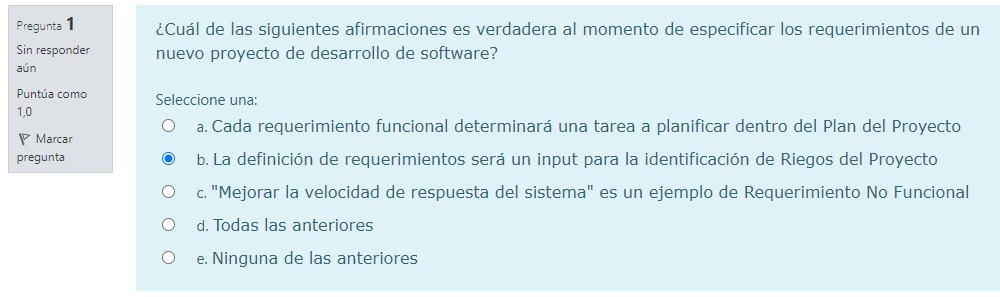 Pregunta 1
Sin responder
aún
Puntúa como
1,0
Marcar
pregunta
¿Cuál de las siguientes afirmaciones es verdadera al momento de especificar los requerimientos de un
nuevo proyecto de desarrollo de software?
Seleccione una:
a. Cada requerimiento funcional determinará una tarea a planificar dentro del Plan del Proyecto
b. La definición de requerimientos será un input para la identificación de Riegos del Proyecto
c. "Mejorar la velocidad de respuesta del sistema" es un ejemplo de Requerimiento No Funcional
d. Todas las anteriores
e. Ninguna de las anteriores